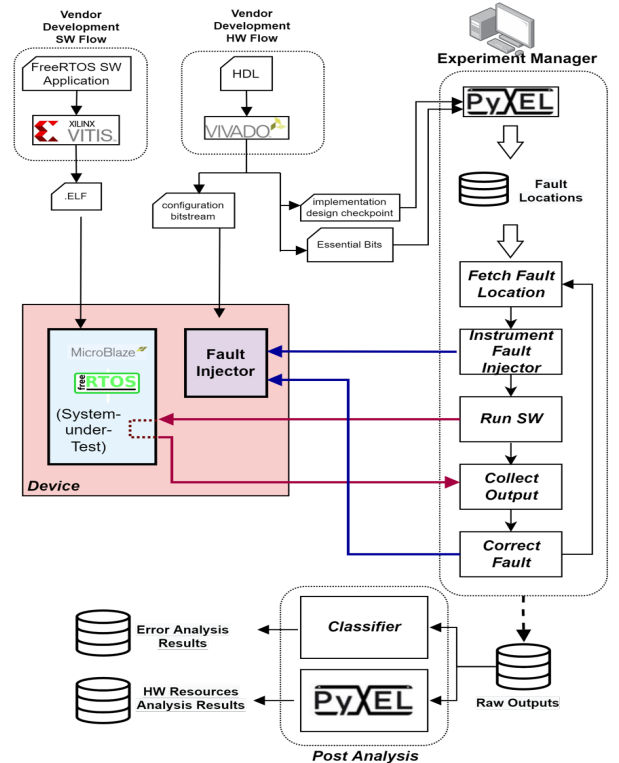 Vendor
Development
SW Flow
Vendor
Development
HW Flow
Experiment Manager
FreeRTOS SW
Application
XILINX
VITIS
HDL
VIVADO
PyXEL
.ELF
configuration
bitstream
implementation
design checkpoint
Essential Bits
Fault
Locations
Fetch Fault
Location
Instrument
Fault
Injector
Run SW
Collect
Output
Correct
Fault
MicroBlaze
free
RTOS
(System-
under-
Test)
Fault
Injector
Device
Classifier
PyXEL
Post Analysis
Error Analysis
Results
HW Resources
Analysis Results
Raw Outputs